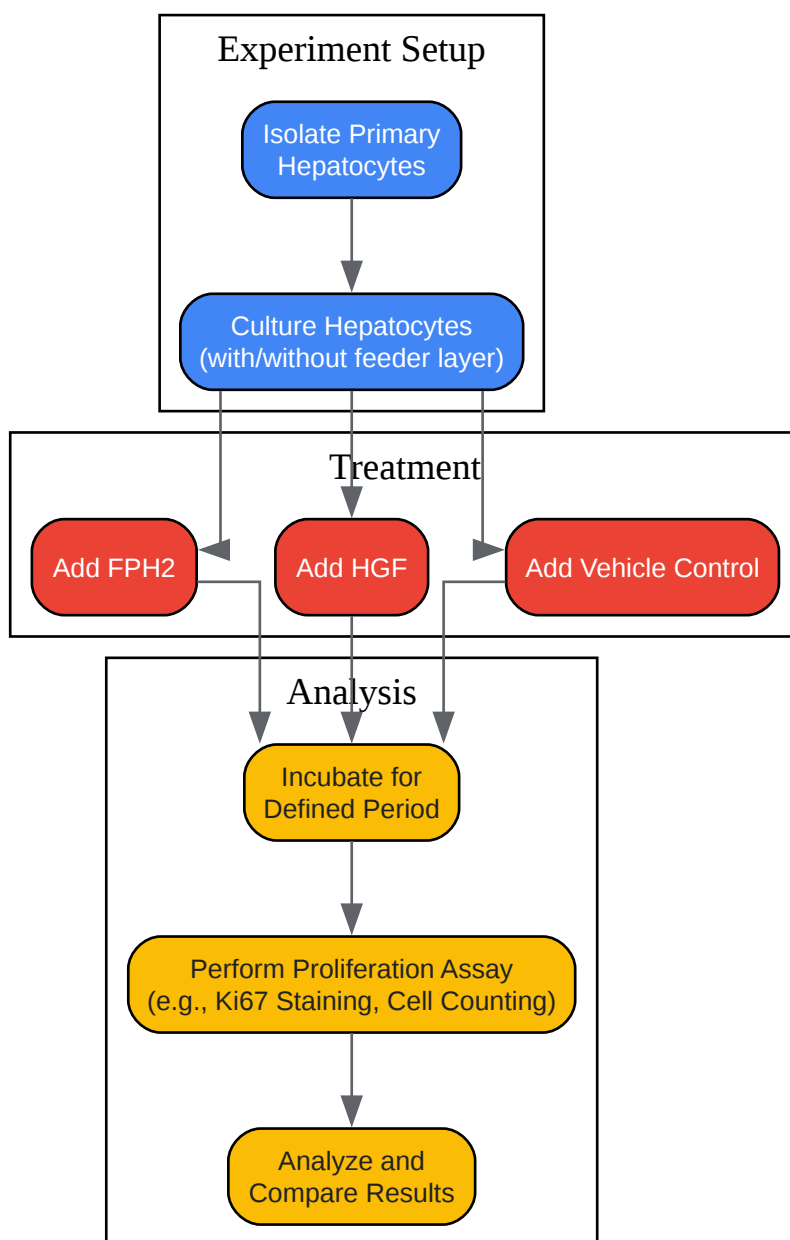 Experiment Setup
Isolate Primary
Hepatocytes
Culture Hepatocytes
(with/without feeder layer)
Treatment
Add FPH2
Add HGF
Add Vehicle Control
Analysis
Incubate for
Defined Period
Perform Proliferation Assay
(e.g., Ki67 Staining, Cell Counting)
Analyze and
Compare Results